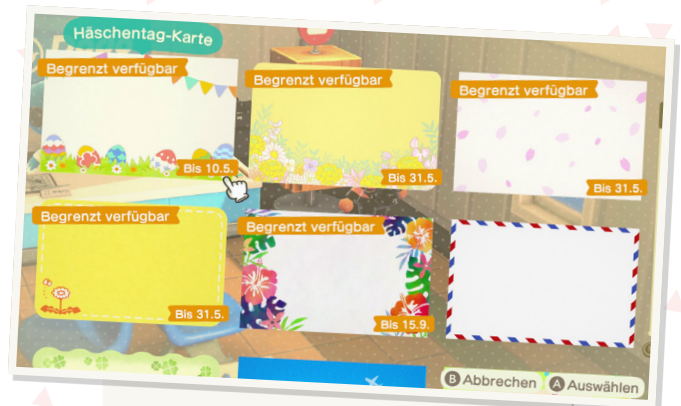 Häschentag-Karte
Begrenzt verfügbar
Begrenzt verfügbar
Begrenzt verfügbar
Bis 10.5.
Bis 31.5.
Bis 31.5.
Begrenzt verfügbar
Begrenzt verfügbar
Bis 31.5.
Bis 15.9.
B Abbrechen
A Auswählen